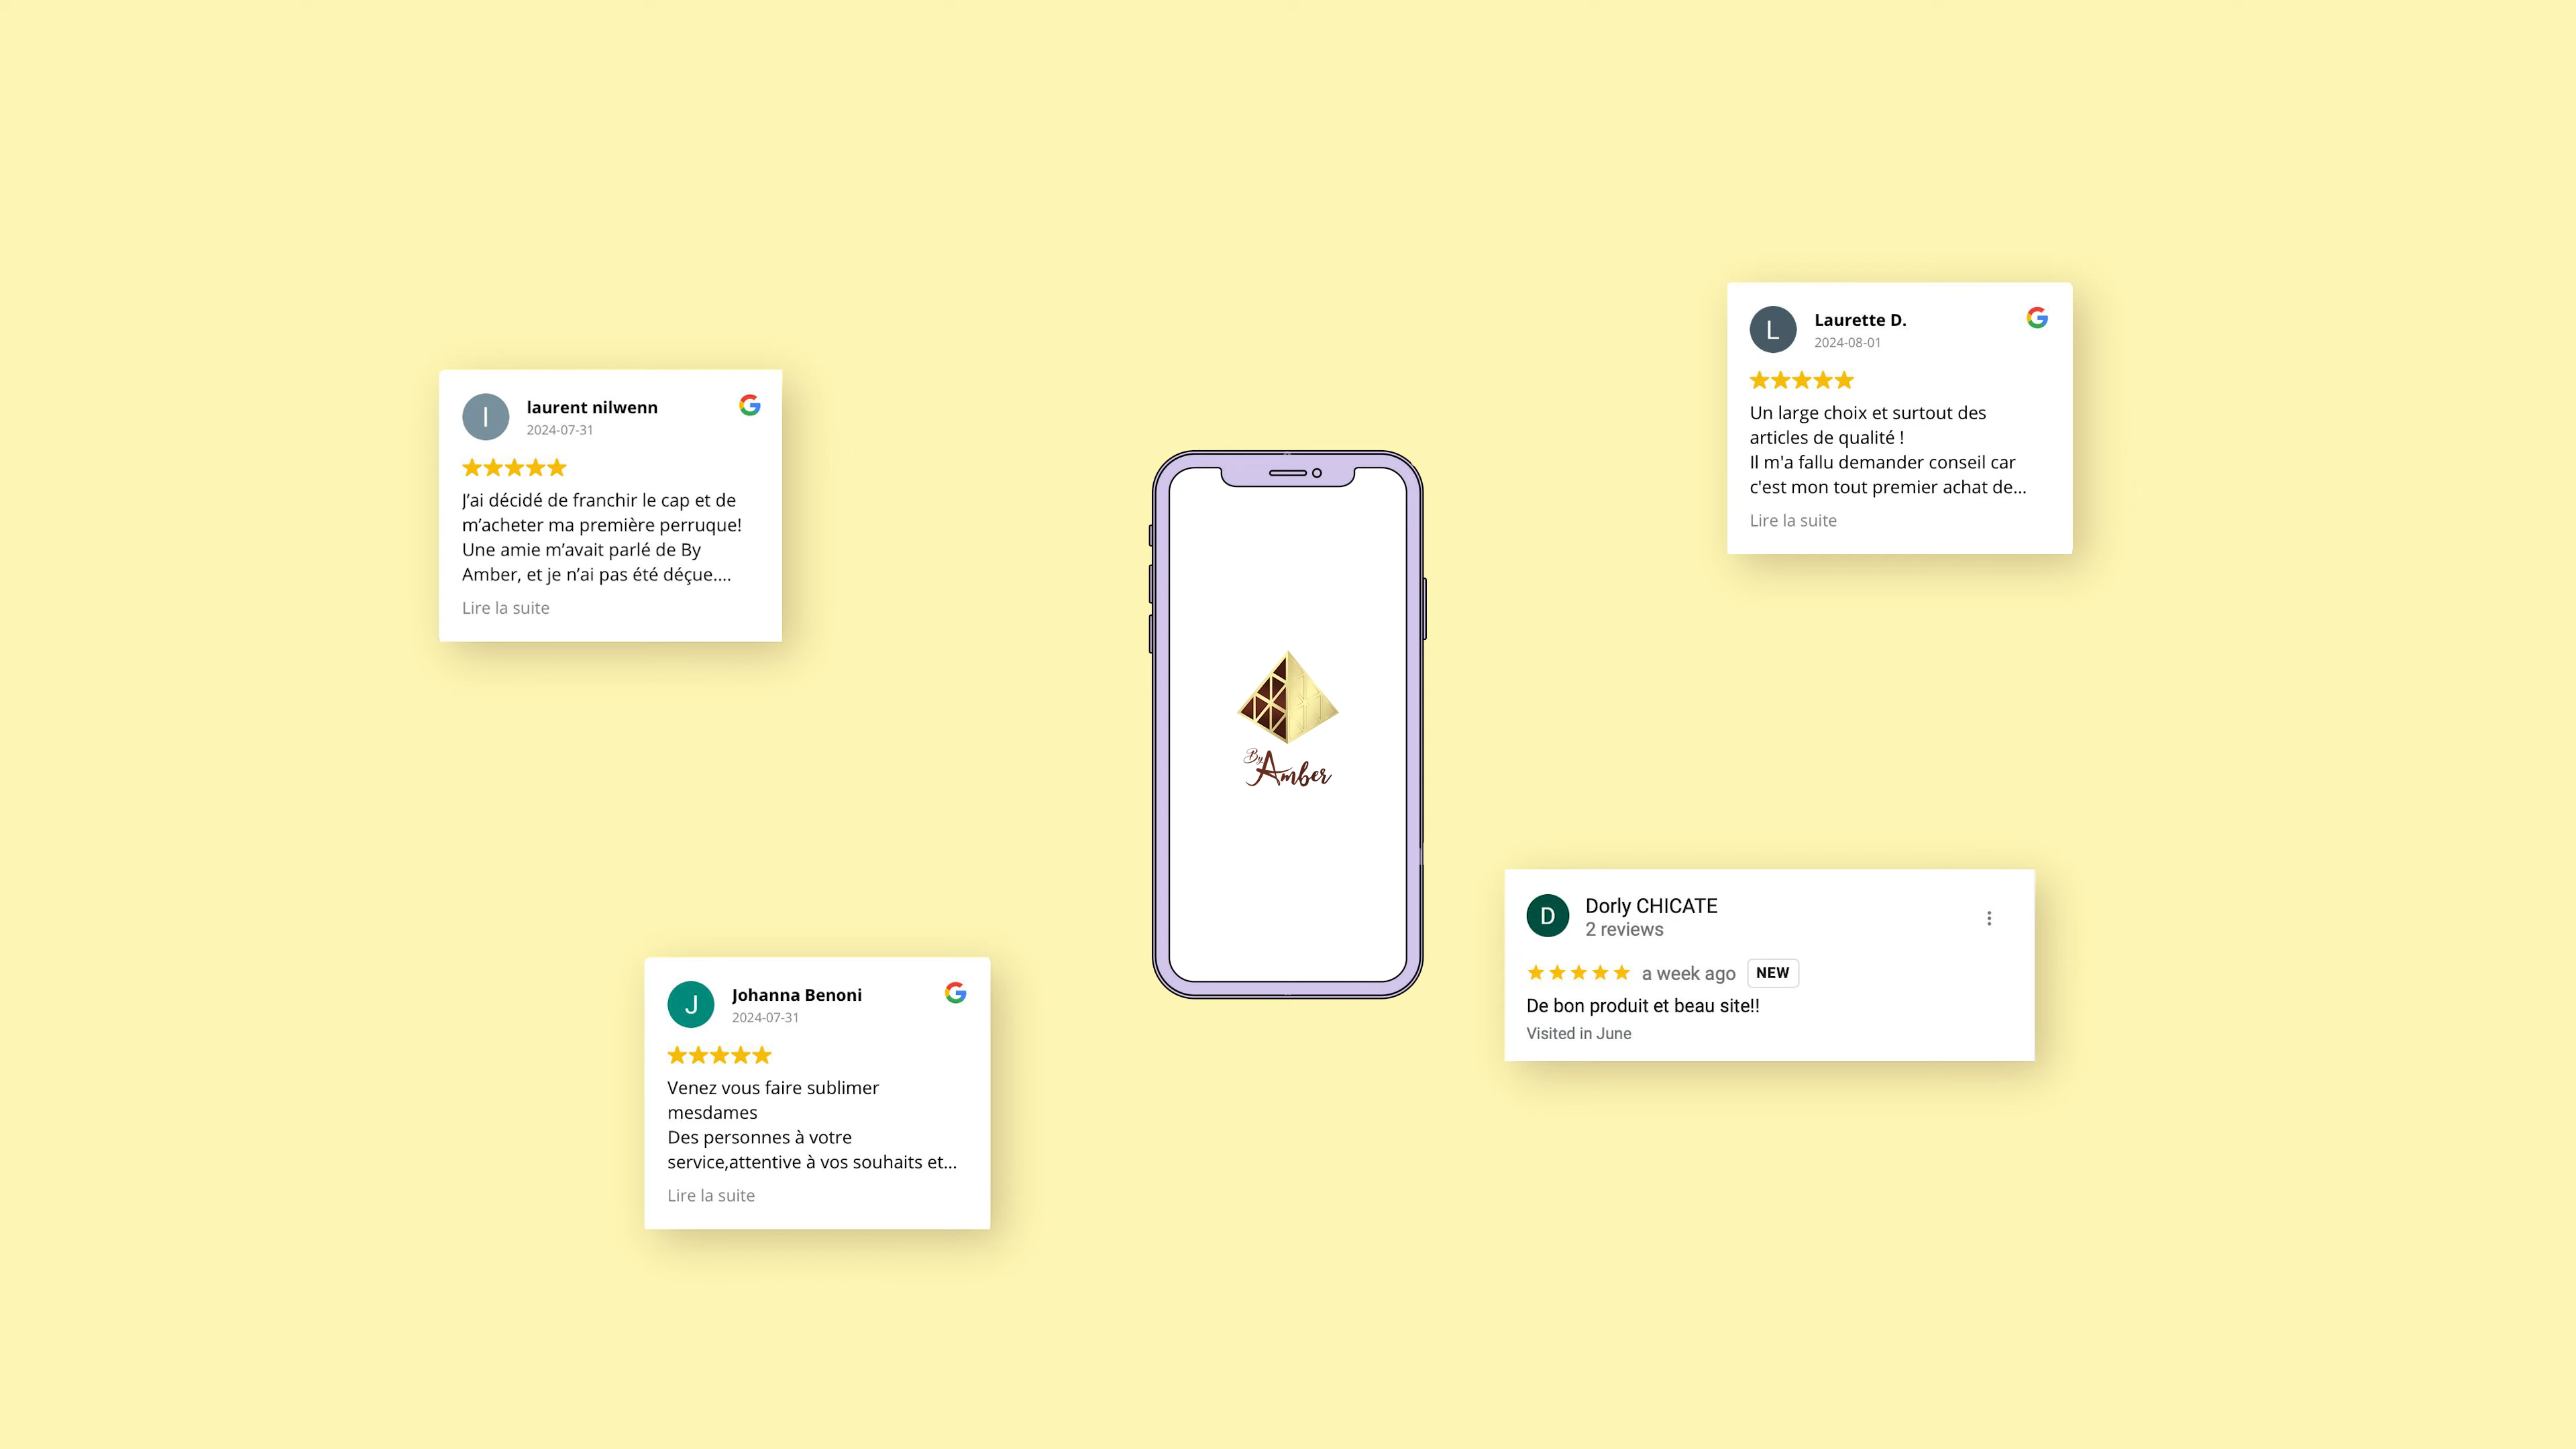 l
laurent nilwenn
2024-07-31
J’ai décidé de franchir le cap et de
m’acheter ma première perruque!
Une amie m’avait parlé de By
Amber, et je n’ai pas été déçue....
Lire la suite
L
Laurette D.
2024-08-01
Un large choix et surtout des
articles de qualité !
Il m'a fallu demander conseil car
c'est mon tout premier achat de...
Lire la suite
By
Amber
J
Johanna Benoni
2024-07-31
Venez vous faire sublimer
mesdames
Des personnes à votre
service,attentive à vos souhaits et...
Lire la suite
D
Dorly CHICATE
2 reviews
a week ago NEW
De bon produit et beau site!!
Visited in June